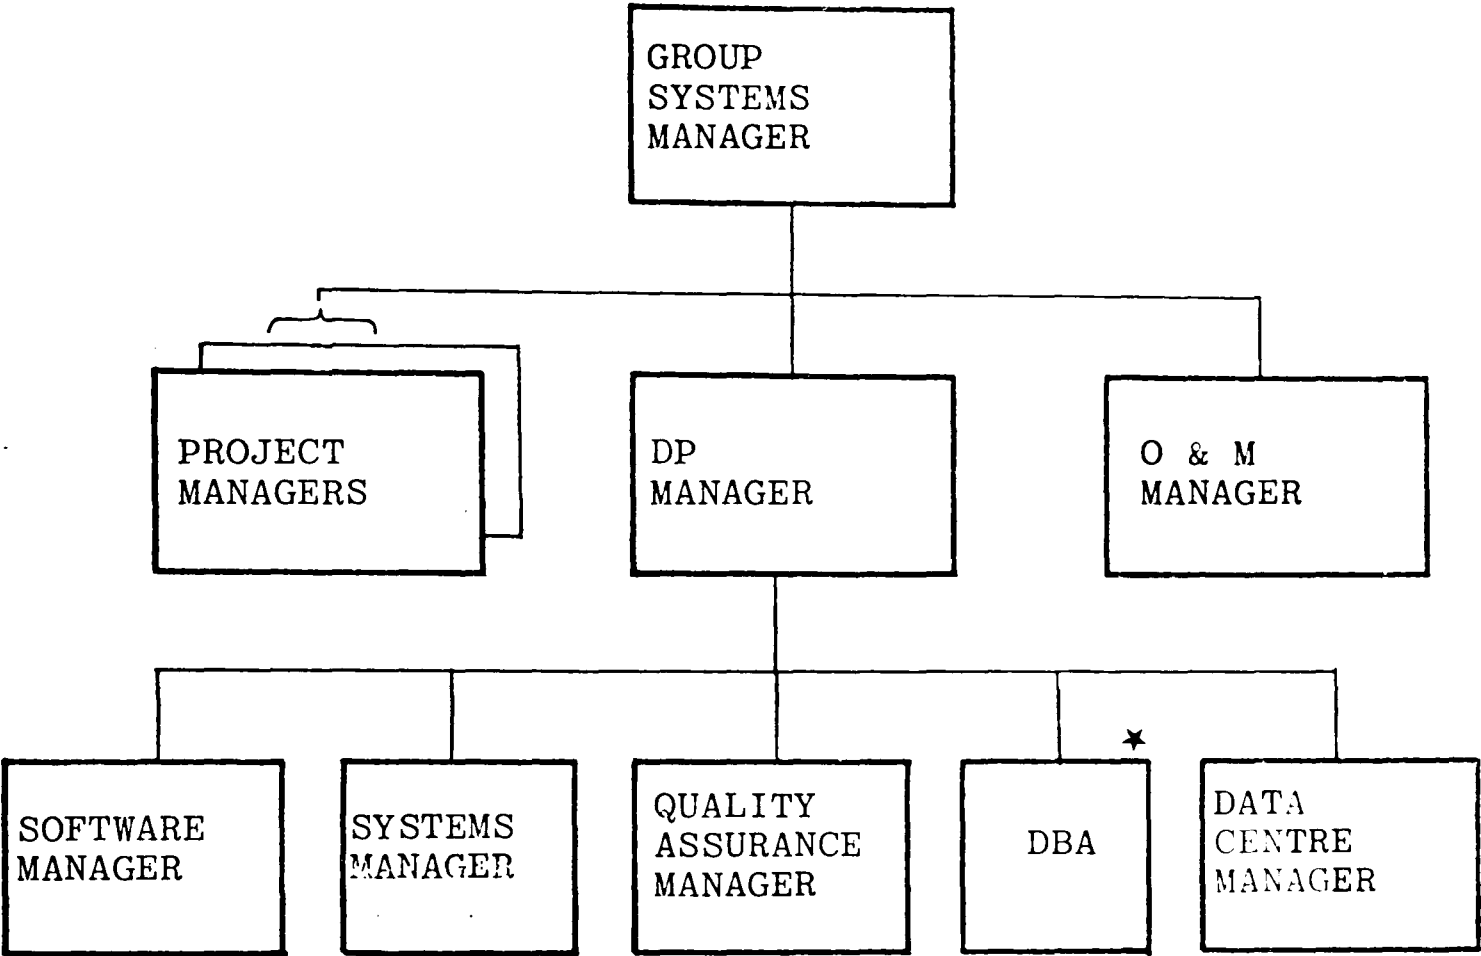 GROUP
SYSTEMS
MANAGER
PROJECT
MANAGERS
DP
MANAGER
O & M
MANAGER
SOFTWARE
MANAGER
SYSTEMS
MANAGER
QUALITY
ASSURANCE
MANAGER
★
DBA
DATA
CENTRE
MANAGER